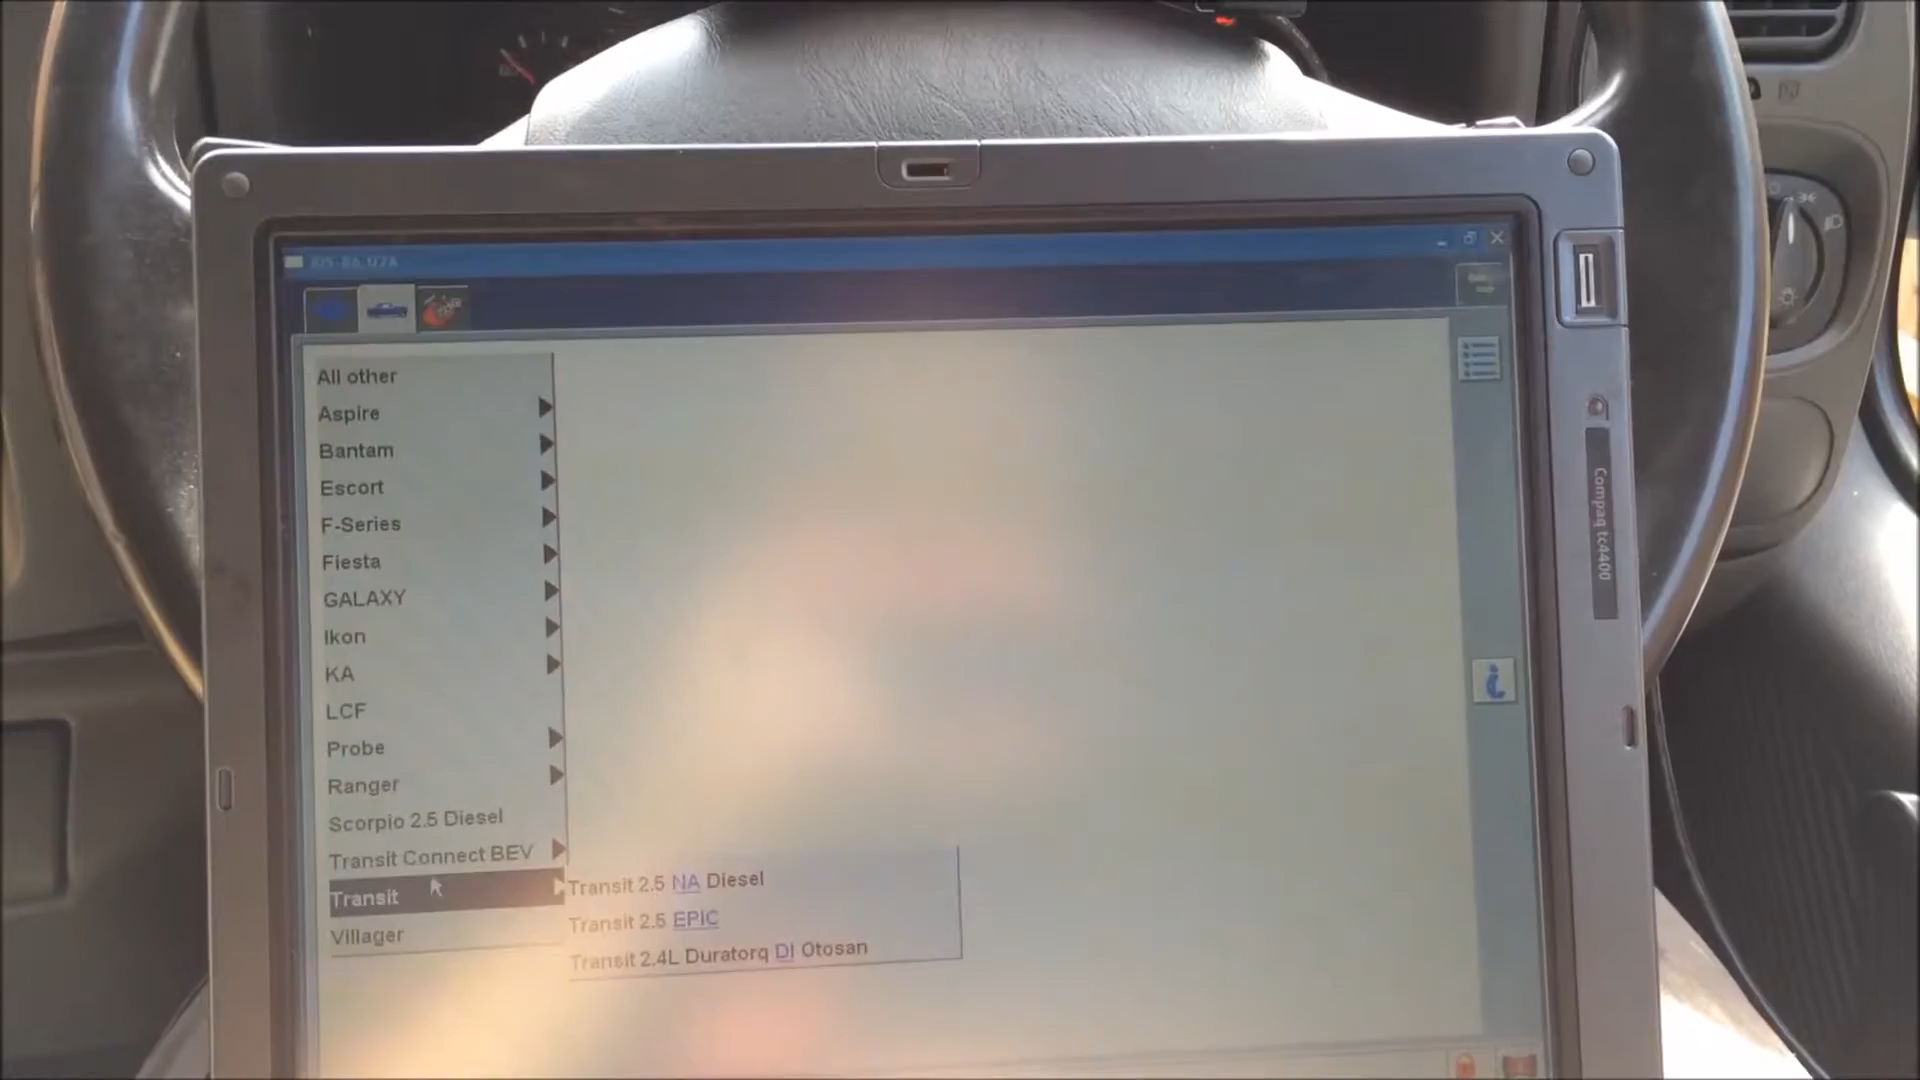 All other
Aspire
Bantam
Escort
F-Series
Fiesta
GALAXY
Ikon
KA
LCF
Probe
Ranger
Scorpio 2.5 Diesel
Transit Connect BEV
Transit
Villager
Transit 2.5 NA Diesel
Transit 2.5 EPIC
Transit 2.4L Duratorq DI Otosan
Compaq tc4400